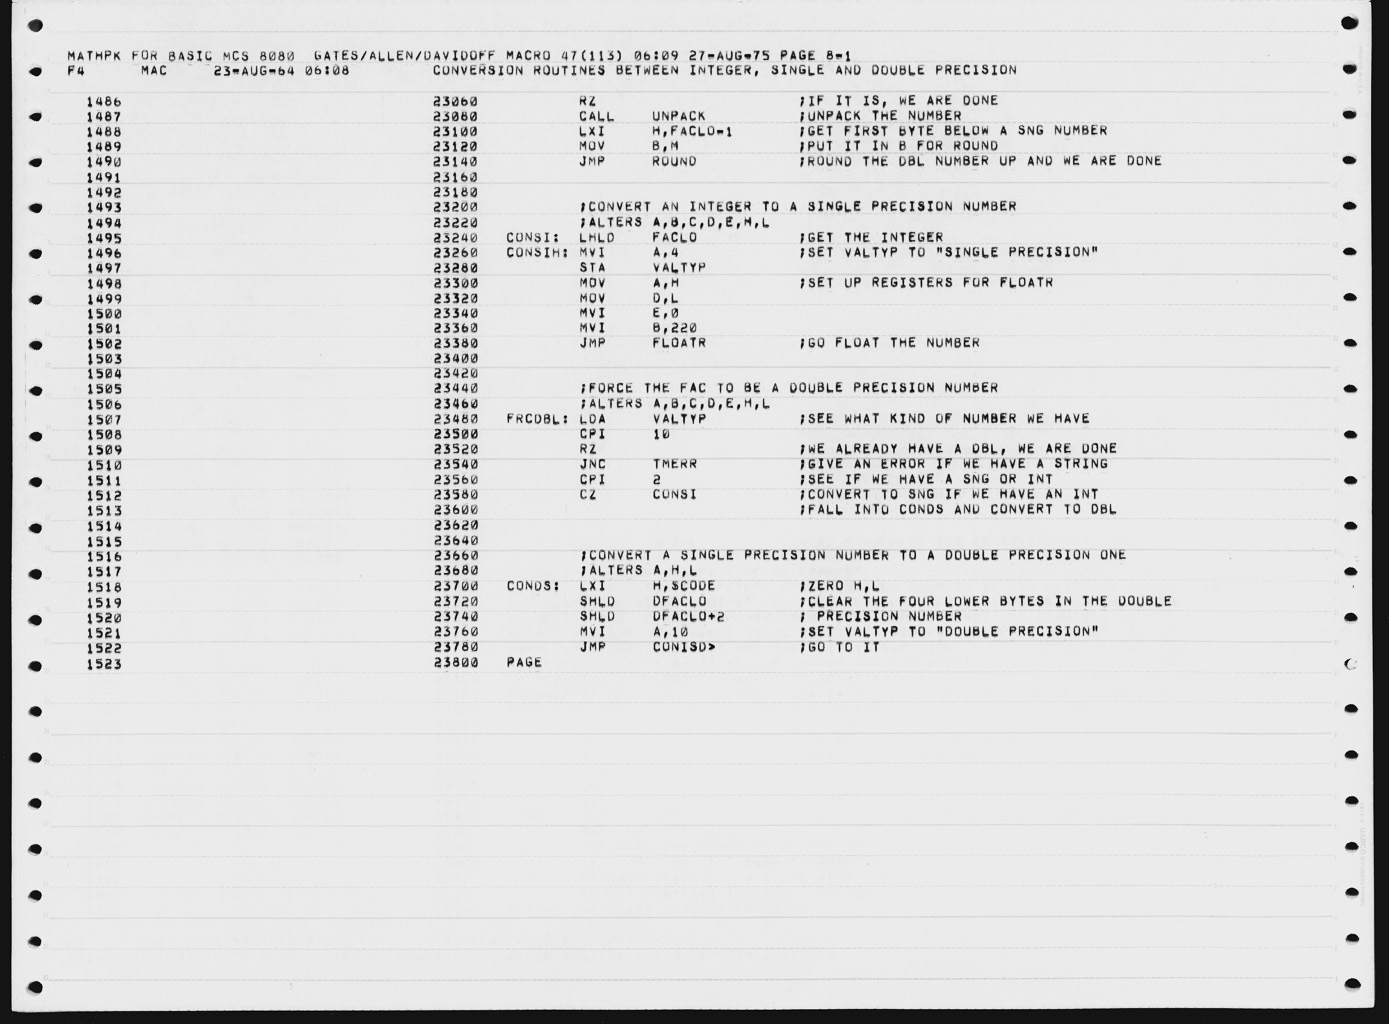 MATHPK FOR BASIC MCS 8080  GATES/ALLEN/DAVIDOFF MACRO 47(113) 06:09 27-AUG-75 PAGE 8-1
F4      MAC     23-AUG-64 06:08         CONVERSION ROUTINES BETWEEN INTEGER, SINGLE AND DOUBLE PRECISION
1486 23060 RZ ;IF IT IS, WE ARE DONE
1487 23080 CALL UNPACK ;UNPACK THE NUMBER
1488 23100 LXI H,FACLO-1 ;GET FIRST BYTE BELOW A SNG NUMBER
1489 23120 MOV B,M ;PUT IT IN B FOR ROUND
1490 23140 JMP ROUND ;ROUND THE DBL NUMBER UP AND WE ARE DONE
1491 23160
1492 23180
1493 23200 ;CONVERT AN INTEGER TO A SINGLE PRECISION NUMBER
1494 23220 ;ALTERS A,B,C,D,E,H,L
1495 23240 CONSI: LHLD FACLO ;GET THE INTEGER
1496 23260 CONSIH: MVI A,4 ;SET VALTYP TO "SINGLE PRECISION"
1497 23280 STA VALTYP
1498 23300 MOV A,H ;SET UP REGISTERS FOR FLOATR
1499 23320 MOV D,L
1500 23340 MVI E,0
1501 23360 MVI B,220
1502 23380 JMP FLOATR ;GO FLOAT THE NUMBER
1503 23400
1504 23420
1505 23440 ;FORCE THE FAC TO BE A DOUBLE PRECISION NUMBER
1506 23460 ;ALTERS A,B,C,D,E,H,L
1507 23480 FRCDBL: LDA VALTYP ;SEE WHAT KIND OF NUMBER WE HAVE
1508 23500 CPI 10
1509 23520 RZ ;WE ALREADY HAVE A DBL, WE ARE DONE
1510 23540 JNC TMERR ;GIVE AN ERROR IF WE HAVE A STRING
1511 23560 CPI 2 ;SEE IF WE HAVE A SNG OR INT
1512 23580 CZ CONSI ;CONVERT TO SNG IF WE HAVE AN INT
1513 23600 ;FALL INTO CONDS AND CONVERT TO DBL
1514 23620
1515 23640
1516 23660 ;CONVERT A SINGLE PRECISION NUMBER TO A DOUBLE PRECISION ONE
1517 23680 ;ALTERS A,H,L
1518 23700 CONDS: LXI H,$CODE ;ZERO H,L
1519 23720 SHLD DFACLO ;CLEAR THE FOUR LOWER BYTES IN THE DOUBLE
1520 23740 SHLD DFACLO+2 ; PRECISION NUMBER
1521 23760 MVI A,10 ;SET VALTYP TO "DOUBLE PRECISION"
1522 23780 JMP CONISD> ;GO TO IT
1523 23800 PAGE